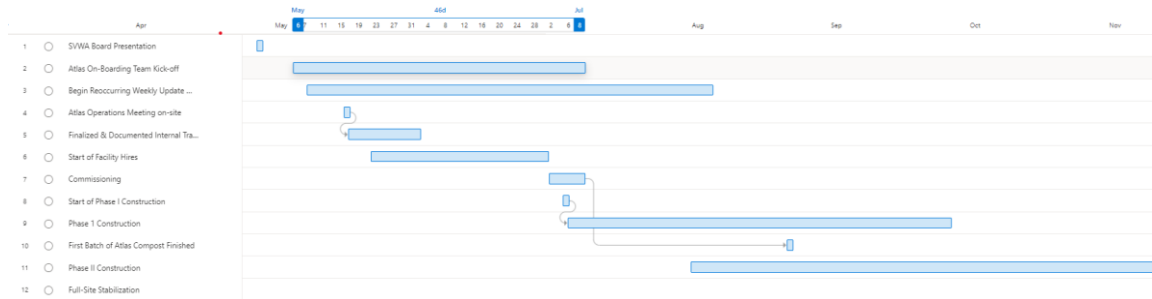 May 46d Jul
Apr May 6 7 11 15 19 23 27 31 4 8 12 16 20 24 28 2 6 8 Aug Sep Oct Nov
1 SVWA Board Presentation
2 Atlas On-Boarding Team Kick-off
3 Begin Reoccurring Weekly Update ...
4 Atlas Operations Meeting on-site
5 Finalized & Documented Internal Tra...
6 Start of Facility Hires
7 Commissioning
8 Start of Phase I Construction
9 Phase 1 Construction
10 First Batch of Atlas Compost Finished
11 Phase II Construction
12 Full-Site Stabilization